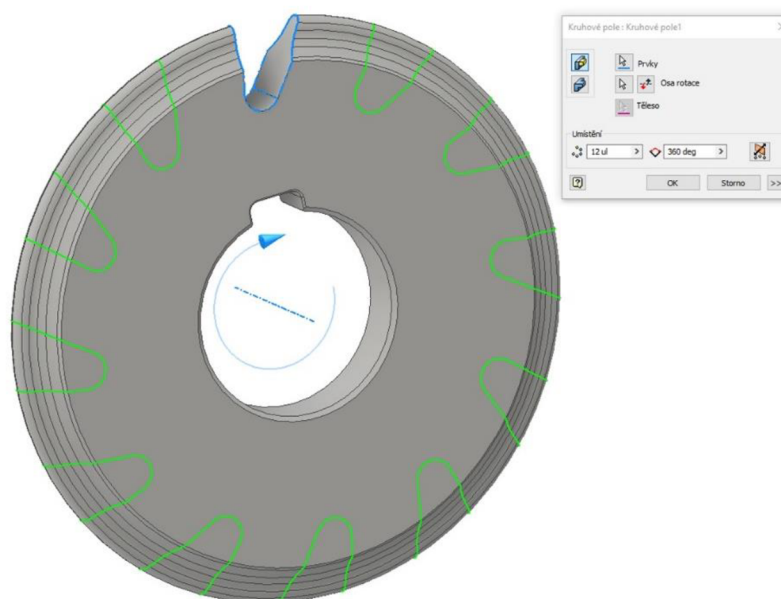 Kruhové pole : Kruhové pole1
Prvky
Osa rotace
Těleso
Umístění
12 ul > 360 deg >
OK Storno >>